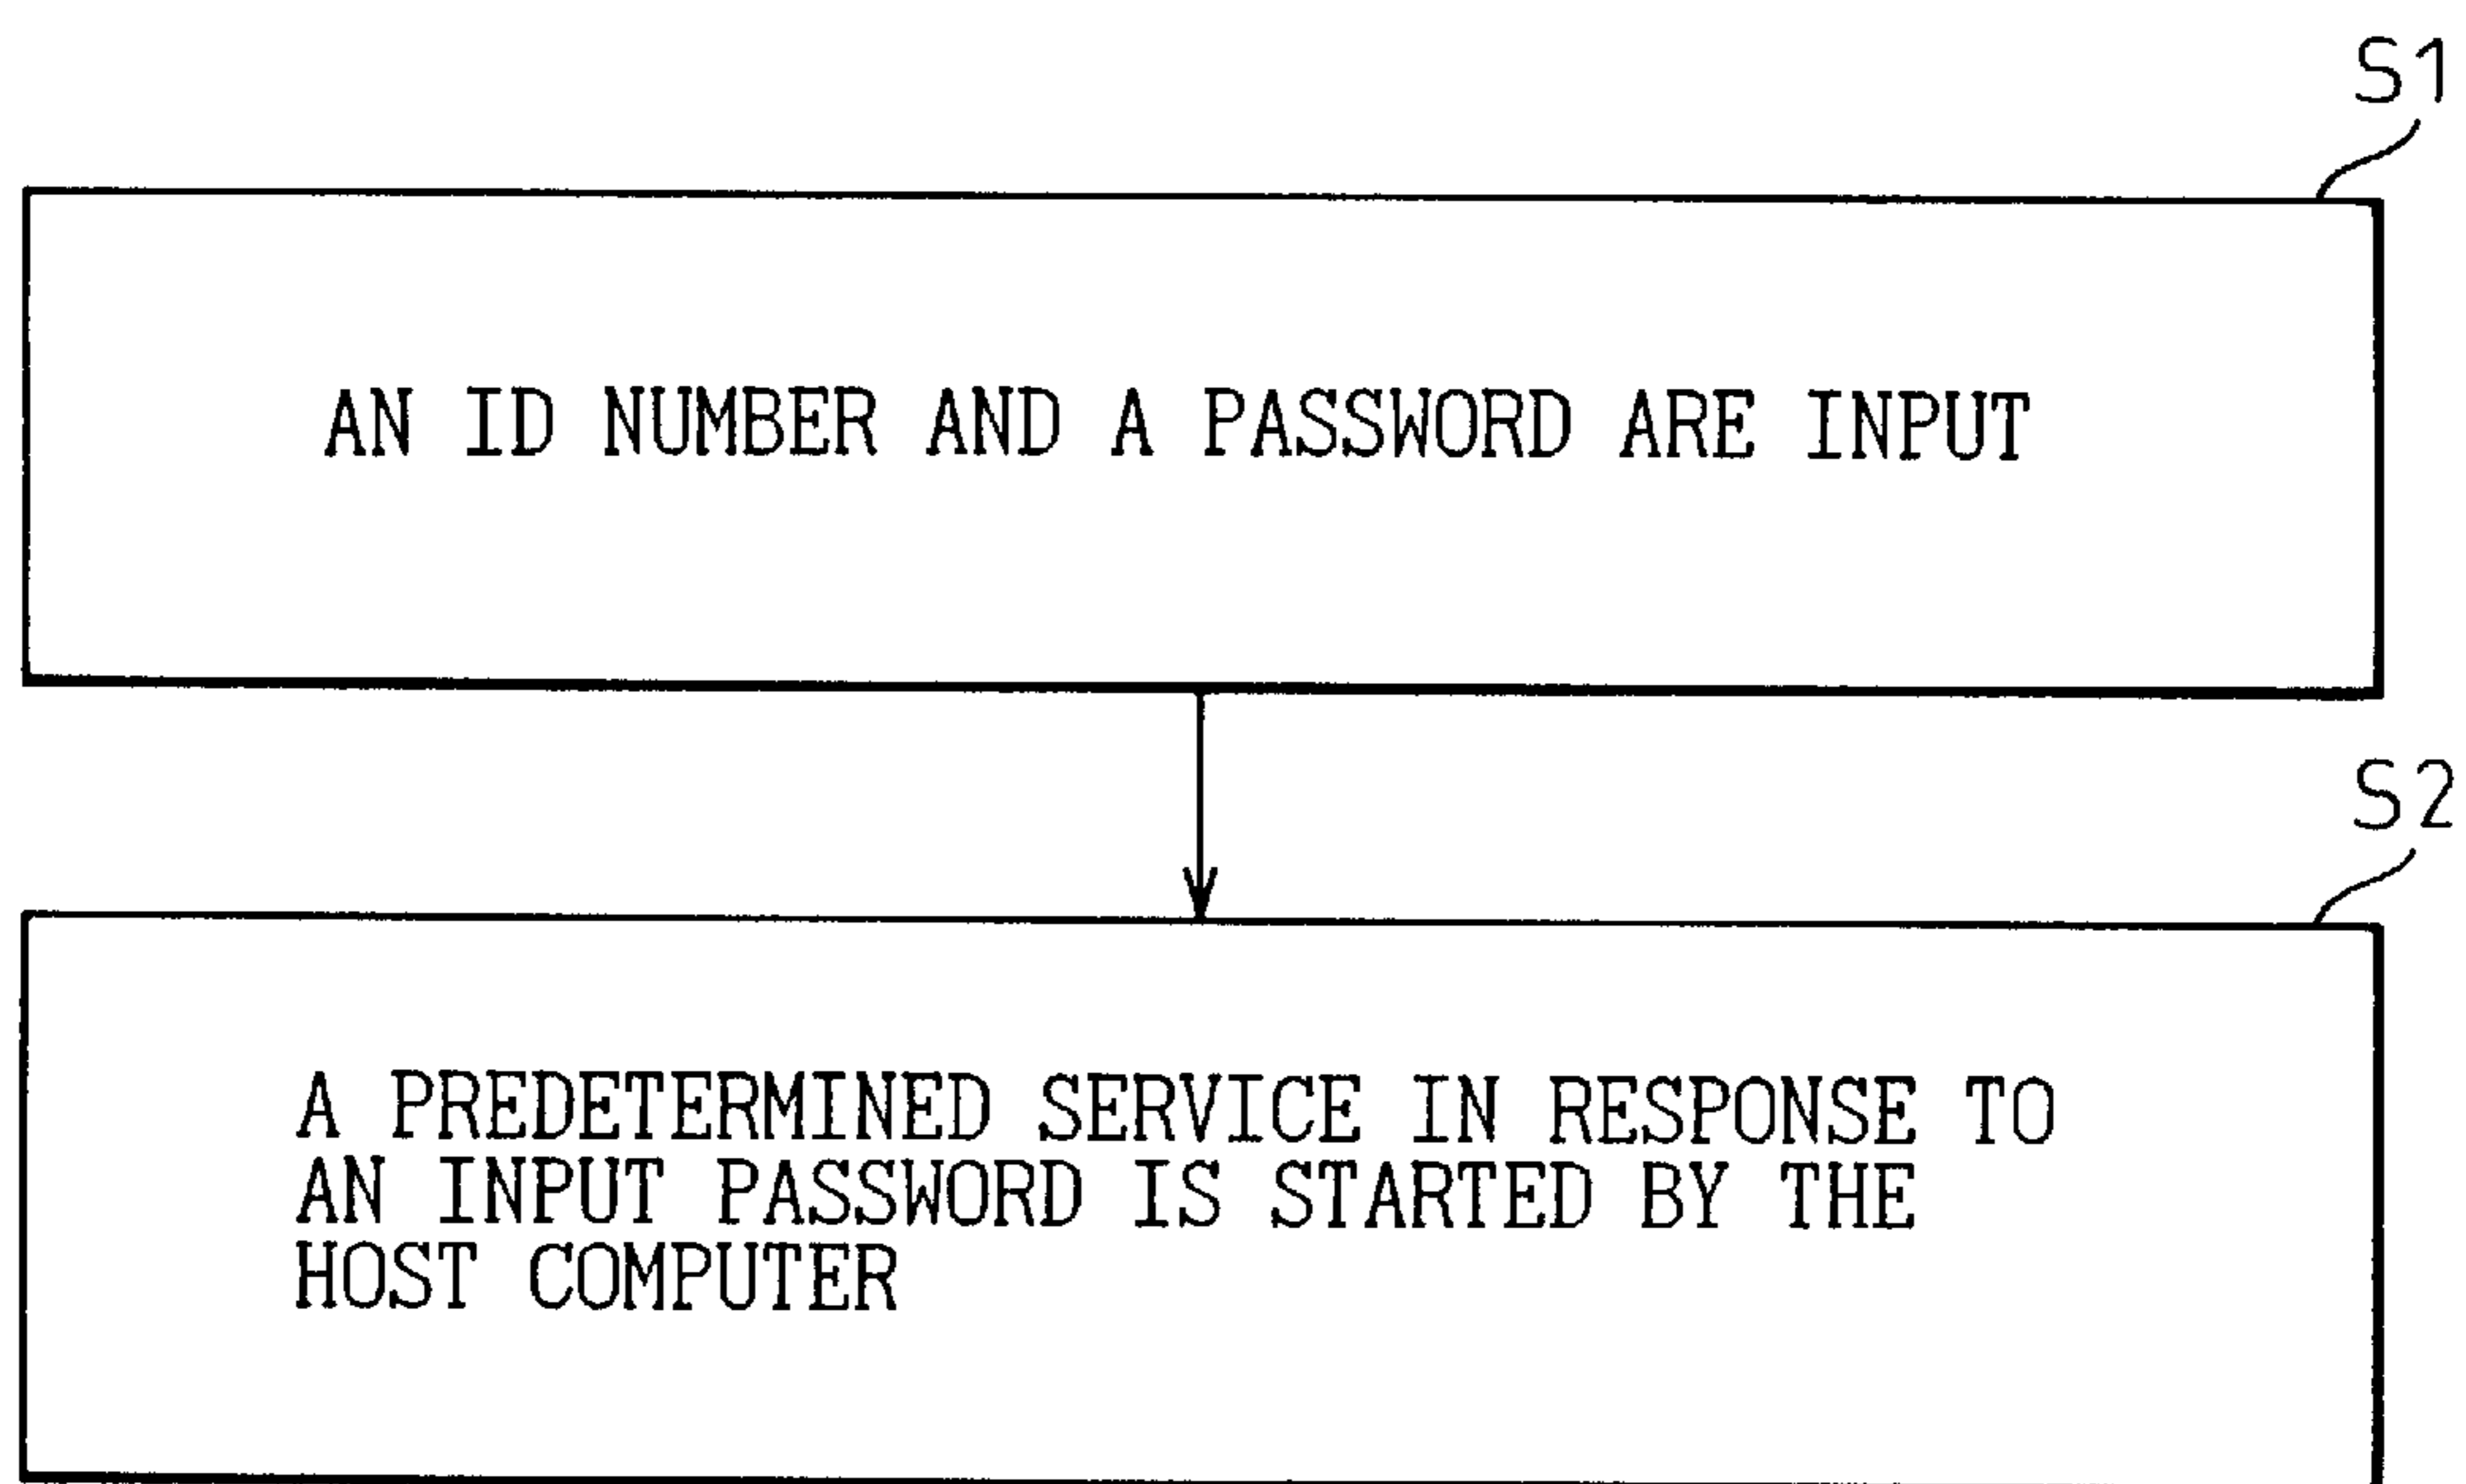 S1
AN ID NUMBER AND A PASSWORD ARE INPUT
S2
A PREDETERMINED SERVICE IN RESPONSE TO
AN INPUT PASSWORD IS STARTED BY THE
HOST COMPUTER